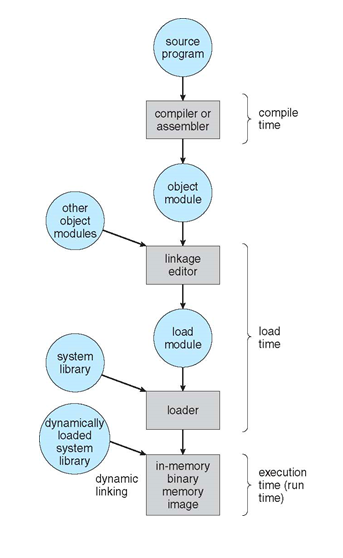 source
program
compiler or
assembler
compile
time
object
module
other
object
modules
linkage
editor
load
module
load
time
system
library
loader
dynamically
loaded
system
library
dynamic
linking
in-memory
binary
memory
image
execution
time (run
time)